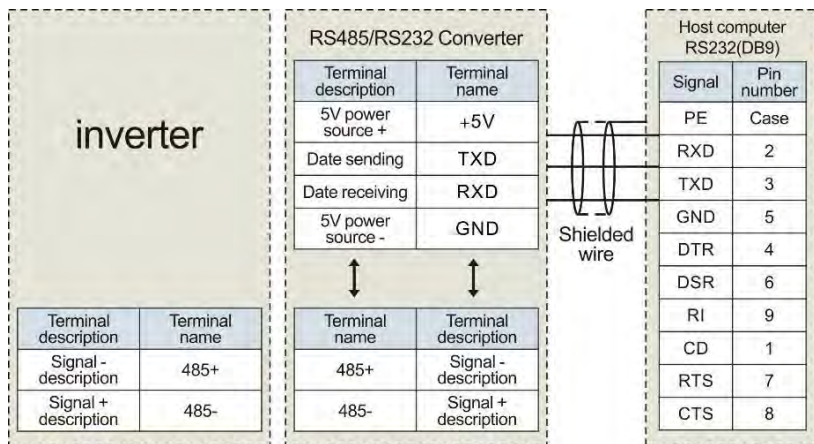 inverter
Terminal description
Terminal name
Signal - description
485+
Signal + description
485-
RS485/RS232 Converter
Terminal description
Terminal name
5V power source +
+5V
Date sending
TXD
Date receiving
RXD
5V power source -
GND
Terminal name
Terminal description
485+
Signal - description
485-
Signal + description
Shielded wire
Host computer
RS232(DB9)
Signal
Pin number
PE
Case
RXD
2
TXD
3
GND
5
DTR
4
DSR
6
RI
9
CD
1
RTS
7
CTS
8